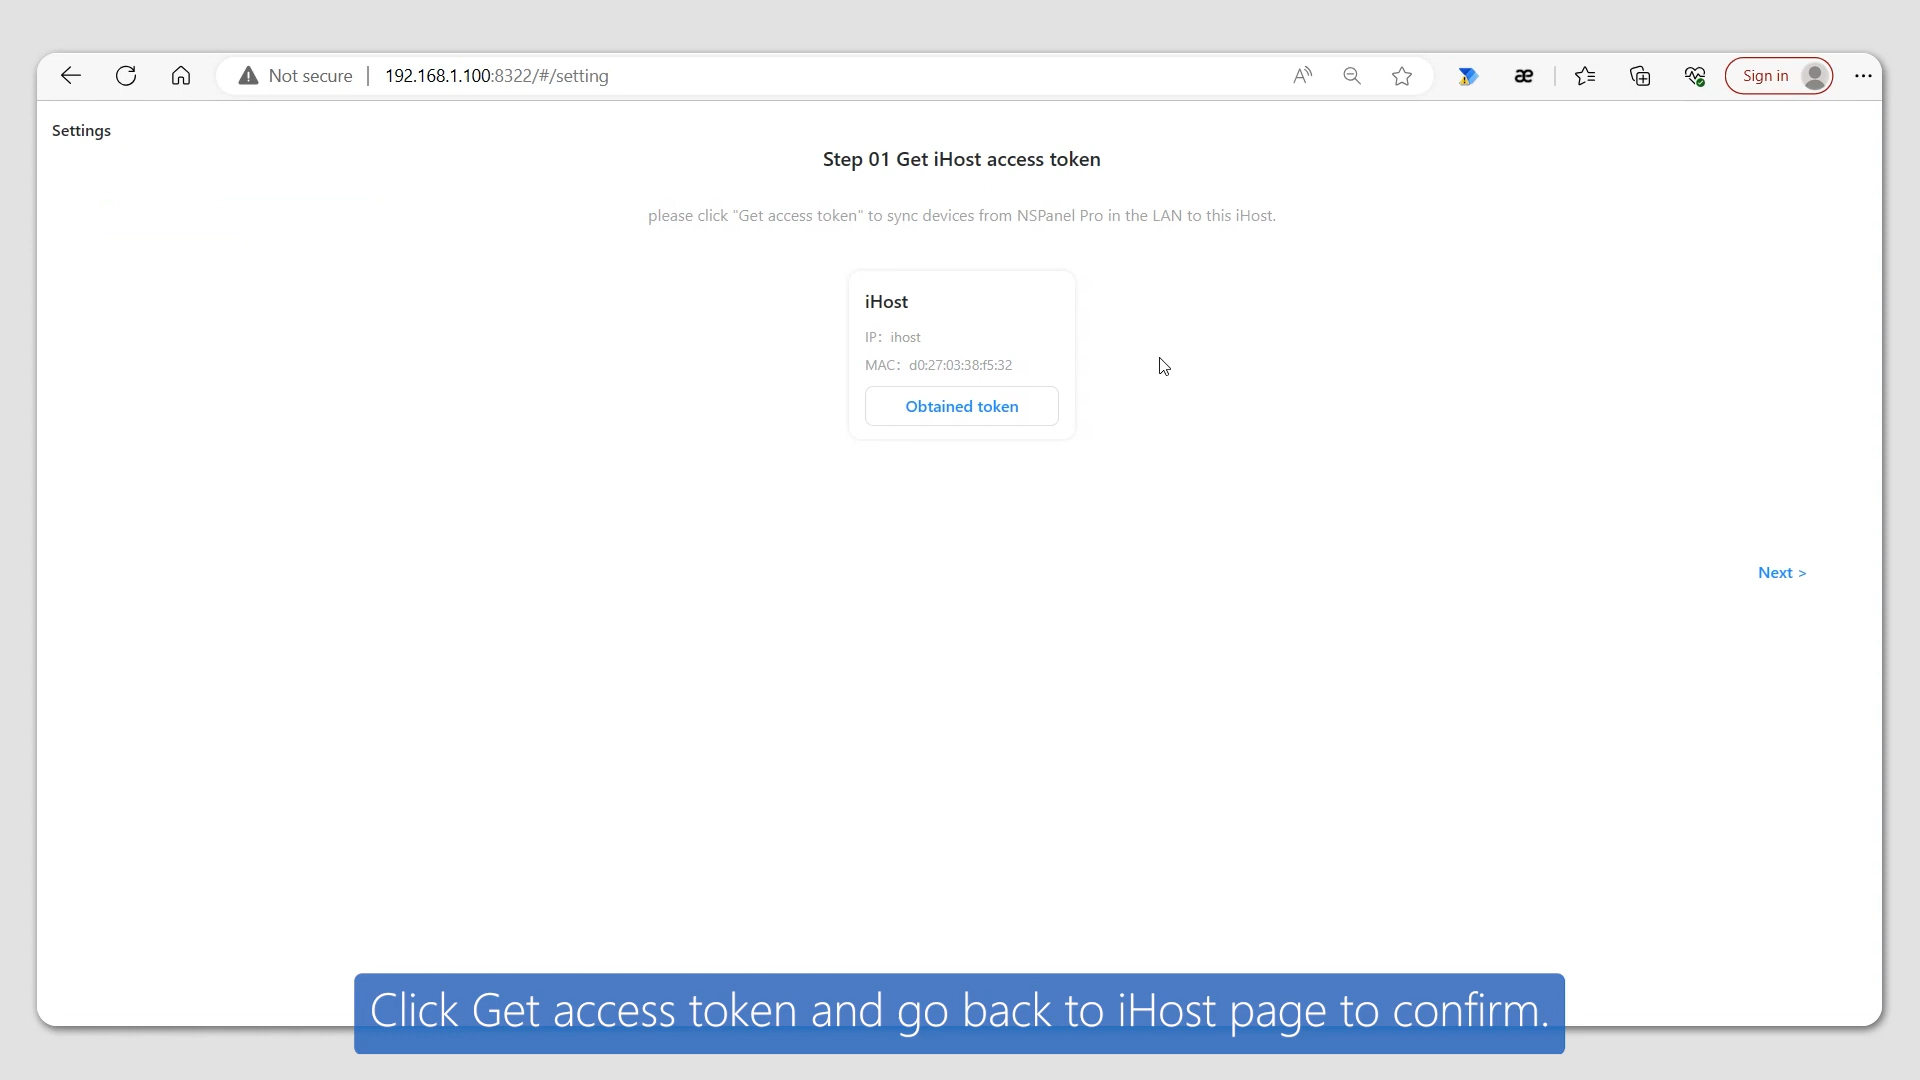 Not secure
192.168.1.100:8322/#/setting
A
æ
Sign in
Settings
Step 01 Get iHost access token
please click "Get access token" to sync devices from NSPanel Pro in the LAN to this iHost.
iHost
IP: ihost
MAC: d0:27:03:38:f5:32
Obtained token
Next >
Click Get access token and go back to iHost page to confirm.